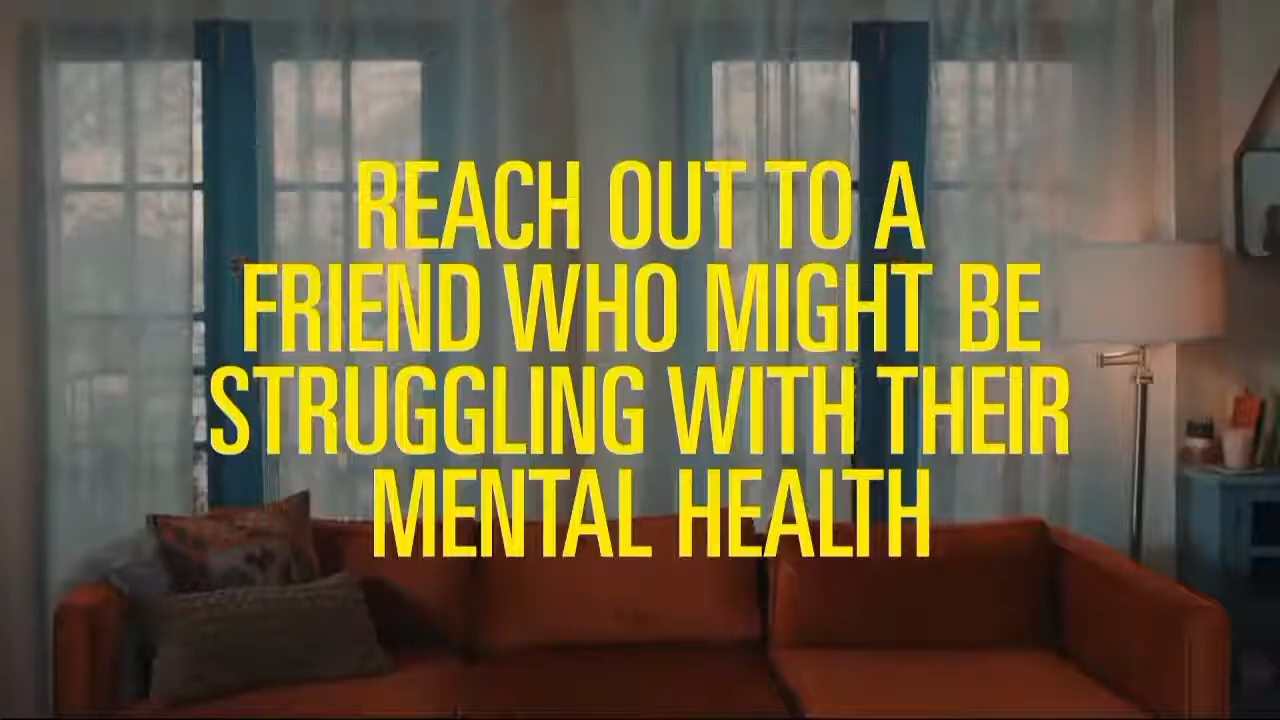 REACH OUT TO A
FRIEND WHO MIGHT BE
STRUGGLING WITH THEIR
MENTAL HEALTH